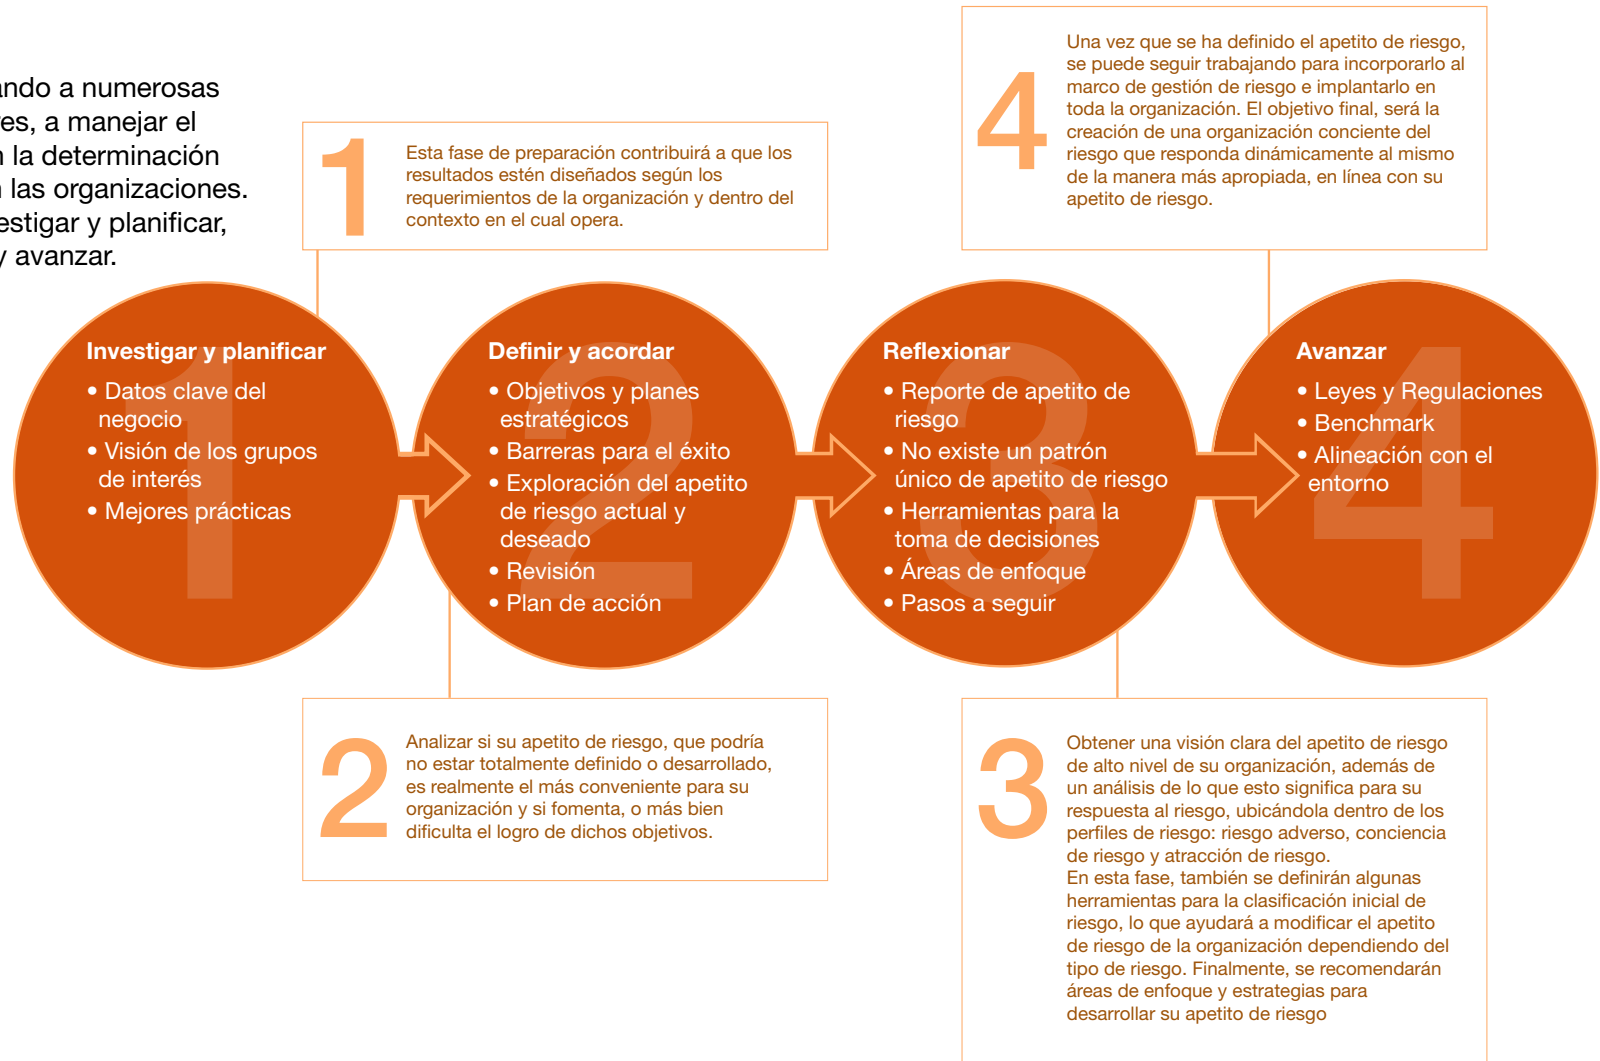 ando a numerosas
res, a manejar el
n la determinación
n las organizaciones.
vestigar y planificar,
y avanzar.
1
Esta fase de preparación contribuirá a que los
resultados estén diseñados según los
requerimientos de la organización y dentro del
contexto en el cual opera.
4
Una vez que se ha definido el apetito de riesgo,
se puede seguir trabajando para incorporarlo al
marco de gestión de riesgo e implantarlo en
toda la organización. El objetivo final, será la
creación de una organización conciente del
riesgo que responda dinámicamente al mismo
de la manera más apropiada, en línea con su
apetito de riesgo.
1
Investigar y planificar
• Datos clave del
negocio
• Visión de los grupos
de interés
• Mejores prácticas
2
Definir y acordar
• Objetivos y planes
estratégicos
• Barreras para el éxito
• Exploración del apetito
de riesgo actual y
deseado
• Revisión
• Plan de acción
3
Reflexionar
• Reporte de apetito de
riesgo
• No existe un patrón
único de apetito de riesgo
• Herramientas para la
toma de decisiones
• Áreas de enfoque
• Pasos a seguir
4
Avanzar
• Leyes y Regulaciones
• Benchmark
• Alineación con el
entorno
2
Analizar si su apetito de riesgo, que podría
no estar totalmente definido o desarrollado,
es realmente el más conveniente para su
organización y si fomenta, o más bien
dificulta el logro de dichos objetivos.
3
Obtener una visión clara del apetito de riesgo
de alto nivel de su organización, además de
un análisis de lo que esto significa para su
respuesta al riesgo, ubicándola dentro de los
perfiles de riesgo: riesgo adverso, conciencia
de riesgo y atracción de riesgo.
En esta fase, también se definirán algunas
herramientas para la clasificación inicial de
riesgo, lo que ayudará a modificar el apetito
de riesgo de la organización dependiendo del
tipo de riesgo. Finalmente, se recomendarán
áreas de enfoque y estrategias para
desarrollar su apetito de riesgo